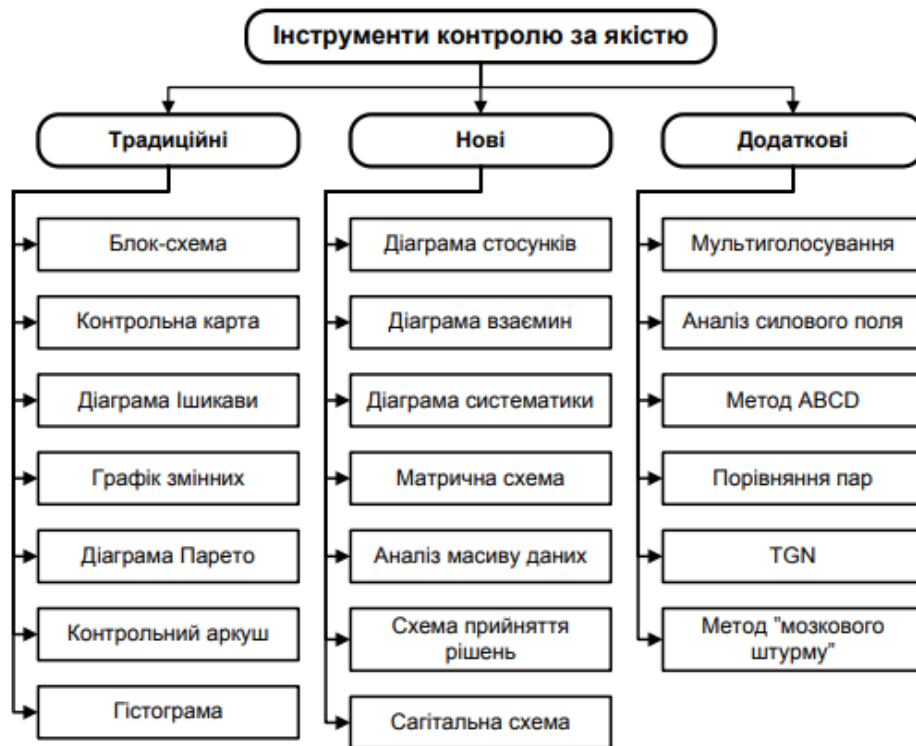 Інструменти контролю за якістю
Традиційні
Нові
Додаткові
Блок-схема
Діаграма стосунків
Мультиголосування
Контрольна карта
Діаграма взаємин
Аналіз силового поля
Діаграма Ішикави
Діаграма систематики
Метод ABCD
Графік змінних
Матрична схема
Порівняння пар
Діаграма Парето
Аналіз масиву даних
TGN
Контрольний аркуш
Схема прийняття
рішень
Метод "мозкового
штурму"
Гістограма
Сагітальна схема